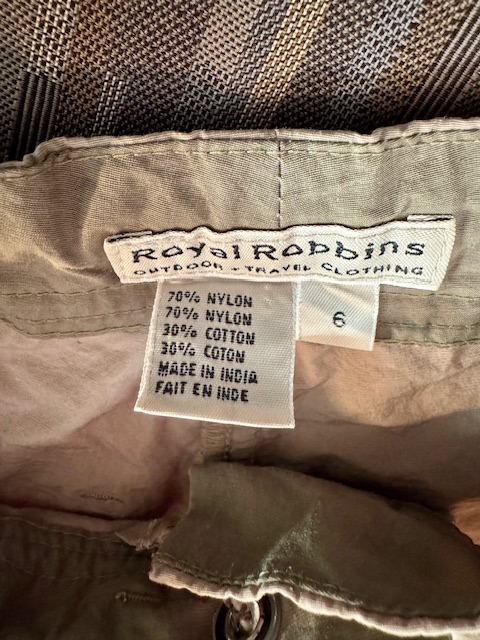 Royal Robbins
OUTDOOR + TRAVEL CLOTHING
70% NYLON
70% NYLON
30% COTTON
30% COTON
MADE IN INDIA
FAIT EN INDE
6